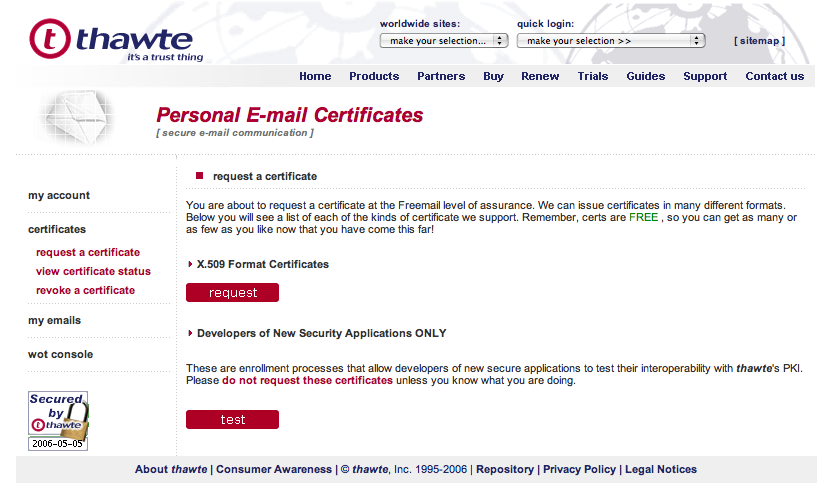 thawte
it's a trust thing
worldwide sites:
make your selection...
quick login:
make your selection >>
[ sitemap ]
Home Products Partners Buy Renew Trials Guides Support Contact us
Personal E-mail Certificates
[ secure e-mail communication ]
my account
certificates
request a certificate
view certificate status
revoke a certificate
my emails
wot console
Secured
by
thawte
2006-05-05
request a certificate
You are about to request a certificate at the Freemail level of assurance. We can issue certificates in many different formats.
Below you will see a list of each of the kinds of certificate we support. Remember, certs are FREE , so you can get as many or
as few as you like now that you have come this far!
X.509 Format Certificates
request
Developers of New Security Applications ONLY
These are enrollment processes that allow developers of new secure applications to test their interoperability with thawte's PKI.
Please do not request these certificates unless you know what you are doing.
test
About thawte | Consumer Awareness | © thawte, Inc. 1995-2006 | Repository | Privacy Policy | Legal Notices